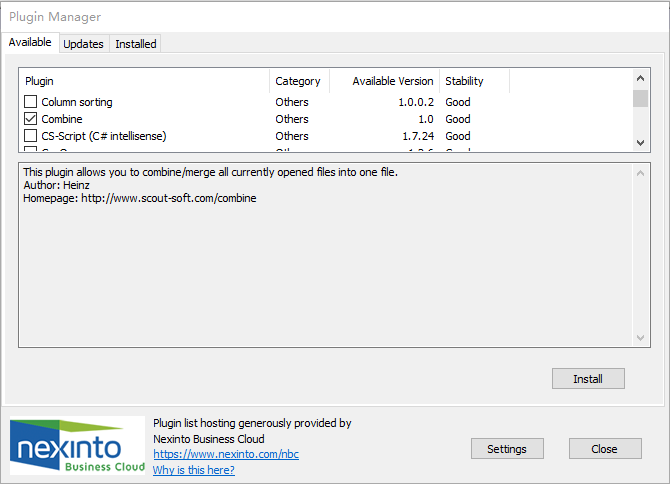 Plugin Manager
Available Updates Installed
Plugin Category Available Version Stability
Column sorting Others 1.0.0.2 Good
Combine Others 1.0 Good
CS-Script (C# intellisense) Others 1.7.24 Good
This plugin allows you to combine/merge all currently opened files into one file.
Author: Heinz
Homepage: http://www.scout-soft.com/combine
Install
nexinto
Business Cloud
Plugin list hosting generously provided by
Nexinto Business Cloud
https://www.nexinto.com/nbc
Why is this here?
Settings Close